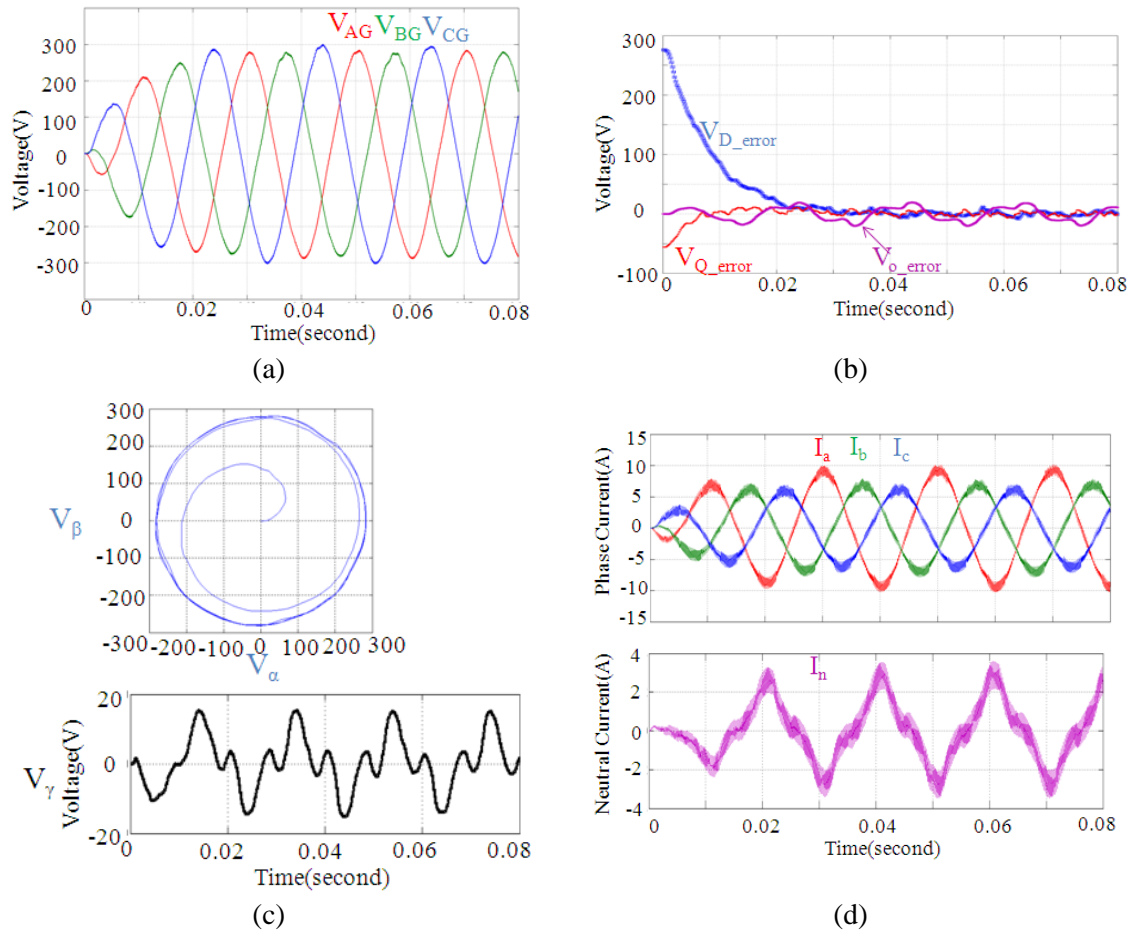 V_AG V_BG V_CG
300
200
100
0
-100
-200
-300
Voltage(V)
0 0.02 0.04 0.06 0.08
Time(second)
(a)
300
200
100
0
-100
Voltage(V)
V_D_error
V_Q_error
V_o_error
0 0.02 0.04 0.06 0.08
Time(second)
(b)
300
200
100
0
-100
-200
-300
V_β
-200 -100 0 100 200 300
V_α
20
0
-20
V_γ
Voltage(V)
0 0.02 0.04 0.06 0.08
Time(second)
(c)
15
10
5
0
-5
-10
-15
Phase Current(A)
I_a I_b I_c
4
2
0
-2
-4
Neutral Current(A)
I_n
0 0.02 0.04 0.06 0.08
Time(second)
(d)